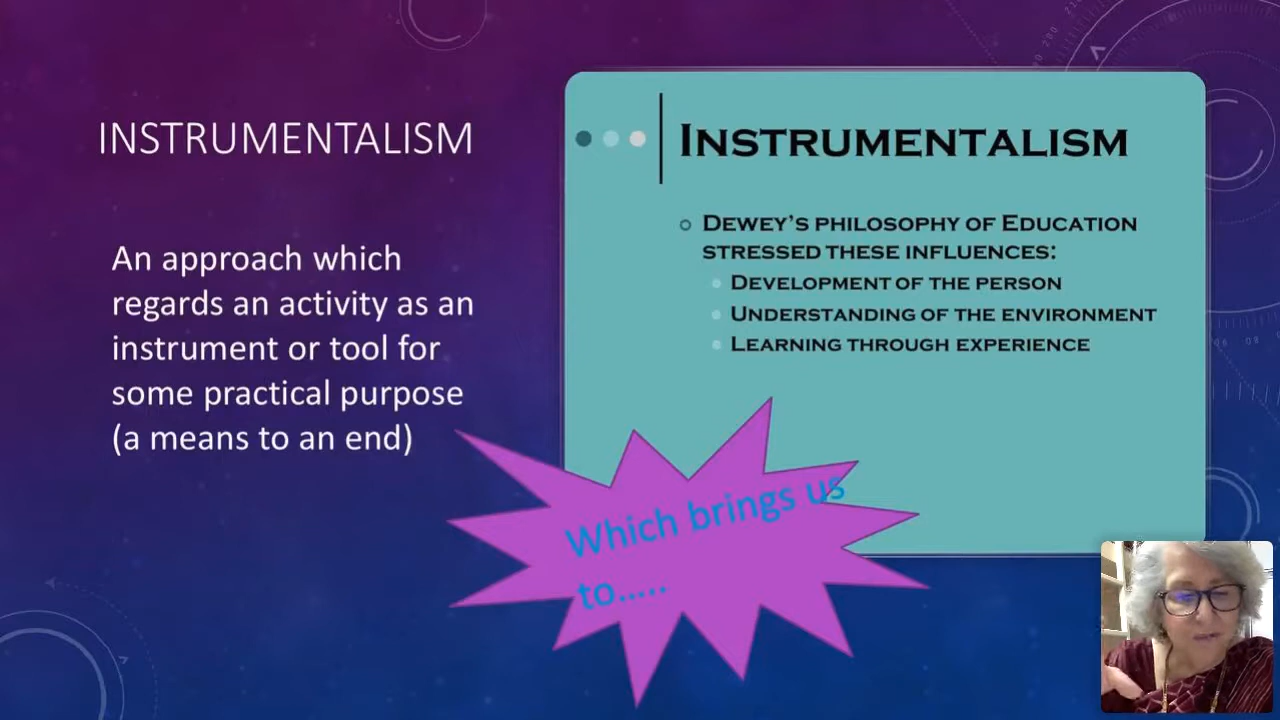 INSTRUMENTALISM
An approach which
regards an activity as an
instrument or tool for
some practical purpose
(a means to an end)
INSTRUMENTALISM
DEWEY'S PHILOSOPHY OF EDUCATION
STRESSED THESE INFLUENCES:
DEVELOPMENT OF THE PERSON
UNDERSTANDING OF THE ENVIRONMENT
LEARNING THROUGH EXPERIENCE
Which brings us
to.....